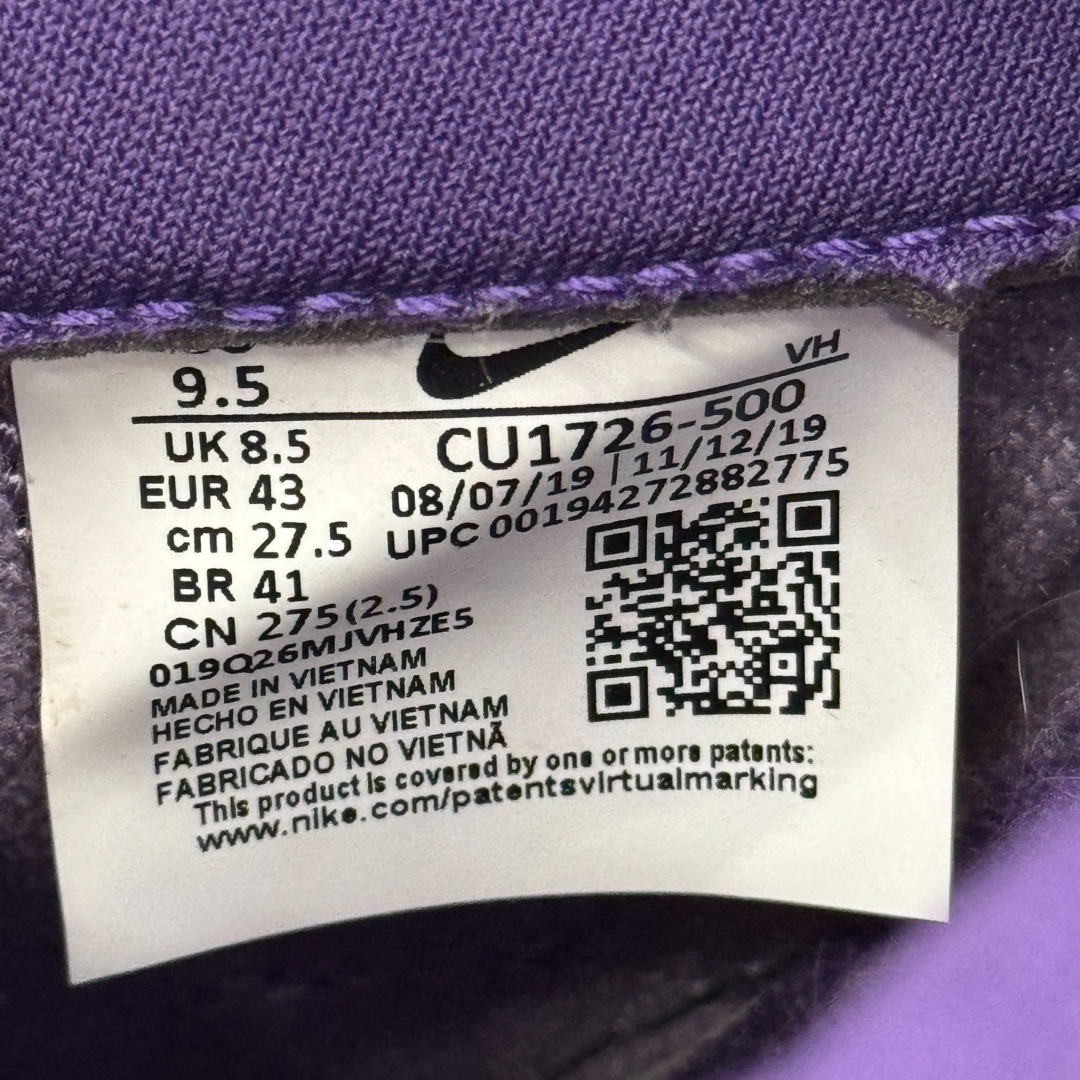 9.5
VH
UK 8.5
CU1726-500
EUR 43
08/07/19 | 11/12/19
cm 27.5
UPC 00194272882775
BR 41
CN 275(2.5)
019Q26MJVHZE5
MADE IN VIETNAM
HECHO EN VIETNAM
FABRIQUE AU VIETNAM
FABRICADO NO VIETNÃ
This product is covered by one or more patents:
www.nike.com/patentsvirtualmarking